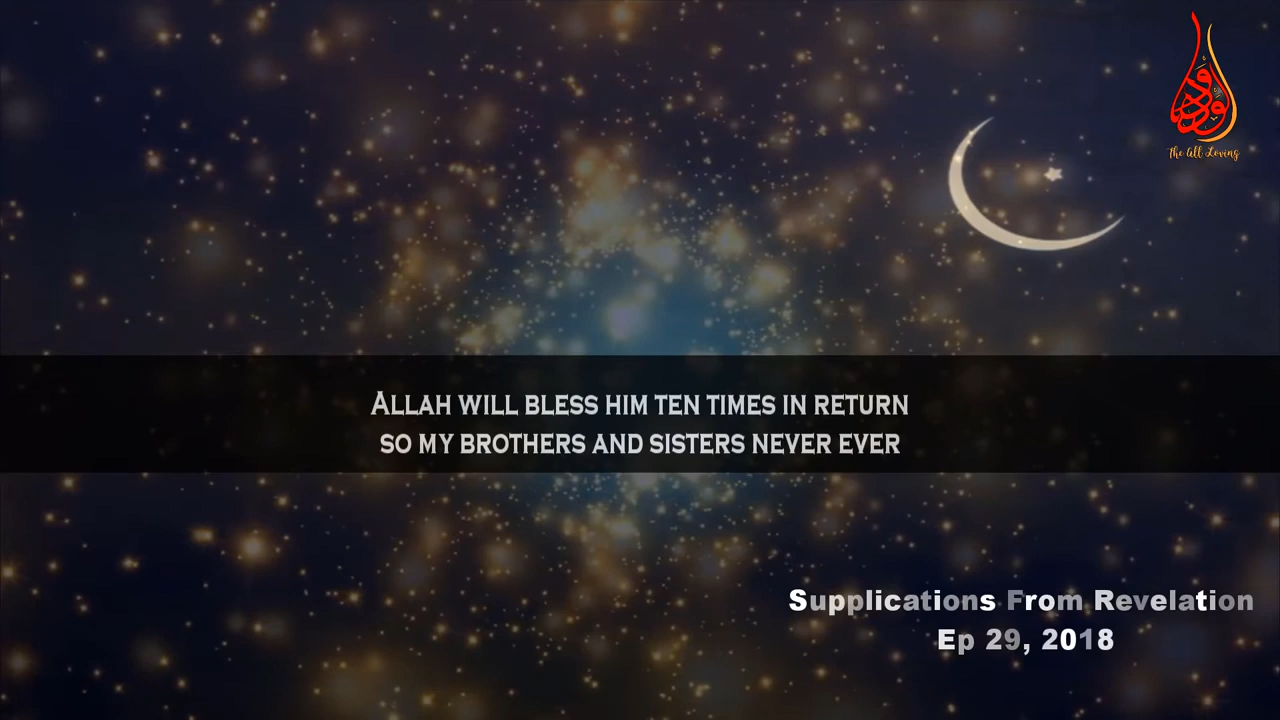 الودود
The All Loving
ALLAH WILL BLESS HIM TEN TIMES IN RETURN
SO MY BROTHERS AND SISTERS NEVER EVER
Supplications From Revelation
Ep 29, 2018